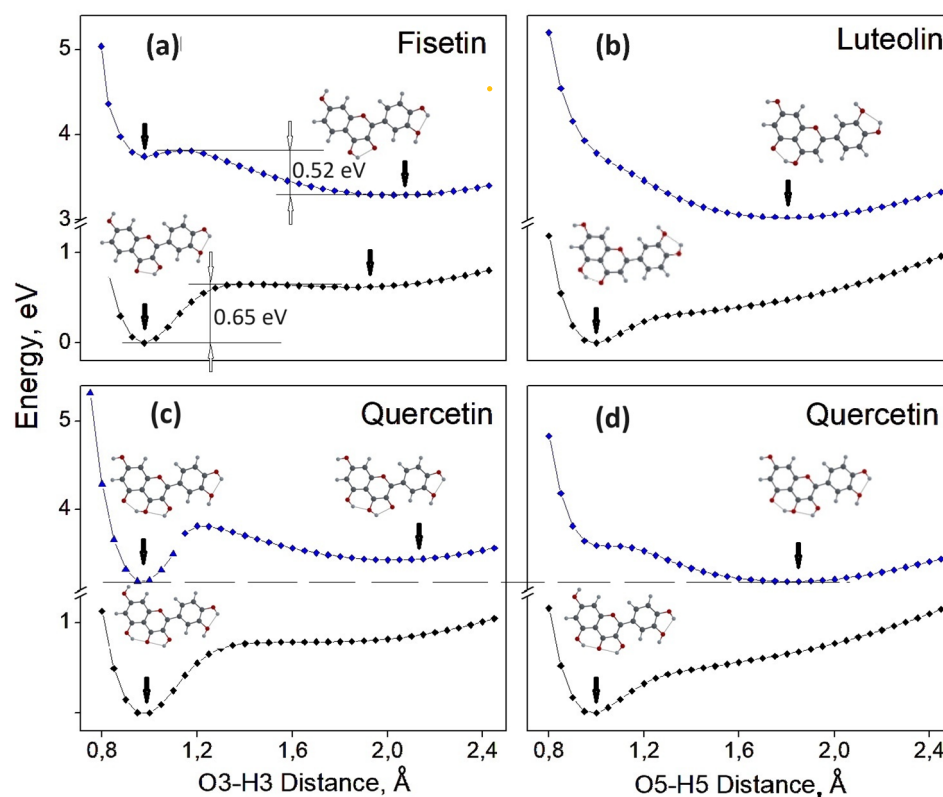 (a)
Fisetin
(b)
Luteolin
5
4
3
1
0
0.52 eV
0.65 eV
Energy, eV
(c)
Quercetin
(d)
Quercetin
5
4
1
0,8
1,2
1,6
2,0
2,4
0,8
1,2
1,6
2,0
2,4
O3-H3 Distance, Å
O5-H5 Distance, Å